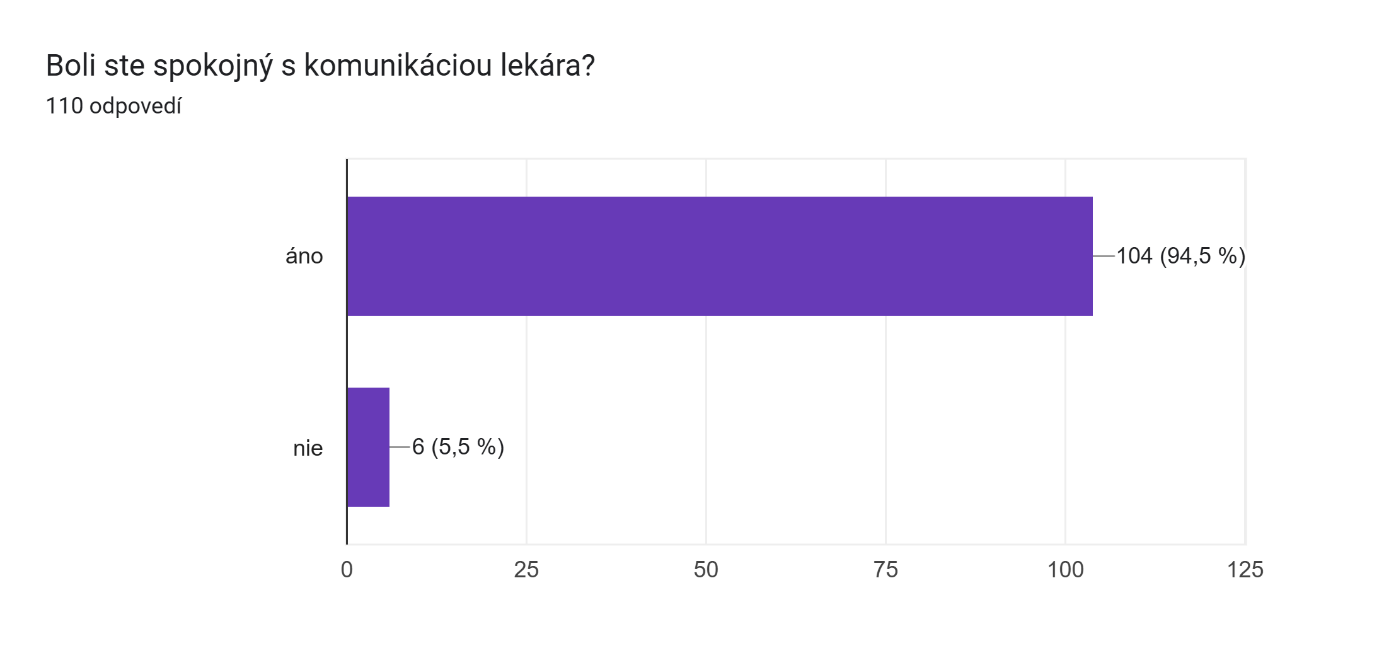 Boli ste spokojný s komunikáciou lekára?
110 odpovedí
áno
104 (94,5 %)
nie
6 (5,5 %)
0 25 50 75 100 125